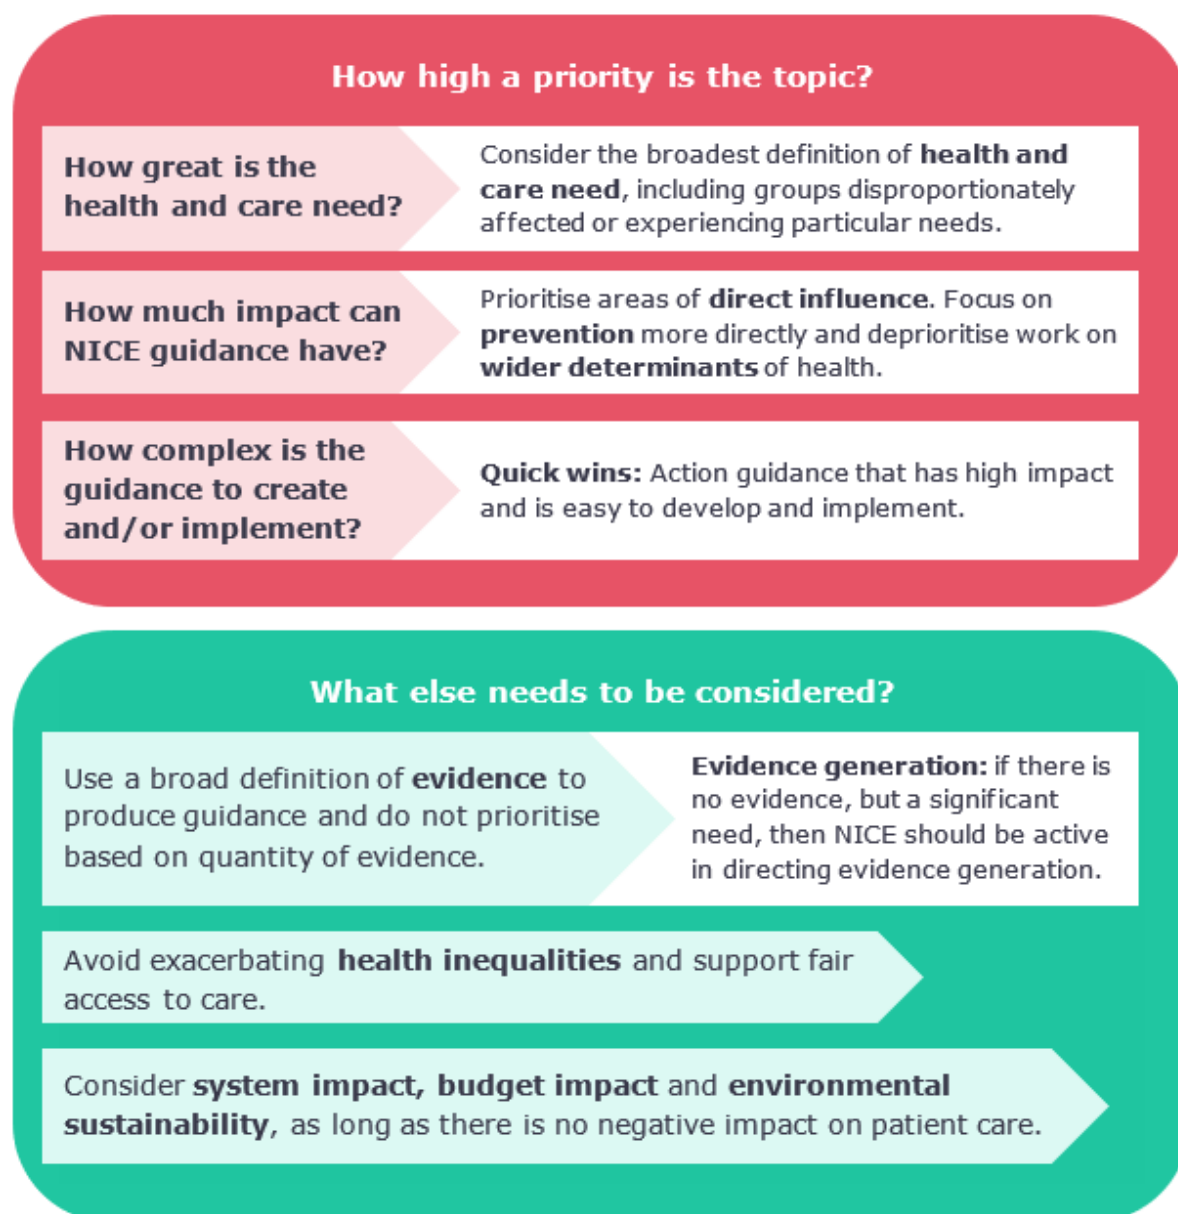 How high a priority is the topic?
How great is the
health and care need?
Consider the broadest definition of health and
care need, including groups disproportionately
affected or experiencing particular needs.
How much impact can
NICE guidance have?
Prioritise areas of direct influence. Focus on
prevention more directly and deprioritise work on
wider determinants of health.
How complex is the
guidance to create
and/or implement?
Quick wins: Action guidance that has high impact
and is easy to develop and implement.
What else needs to be considered?
Use a broad definition of evidence to
produce guidance and do not prioritise
based on quantity of evidence.
Evidence generation: if there is
no evidence, but a significant
need, then NICE should be active
in directing evidence generation.
Avoid exacerbating health inequalities and support fair
access to care.
Consider system impact, budget impact and environmental
sustainability, as long as there is no negative impact on patient care.